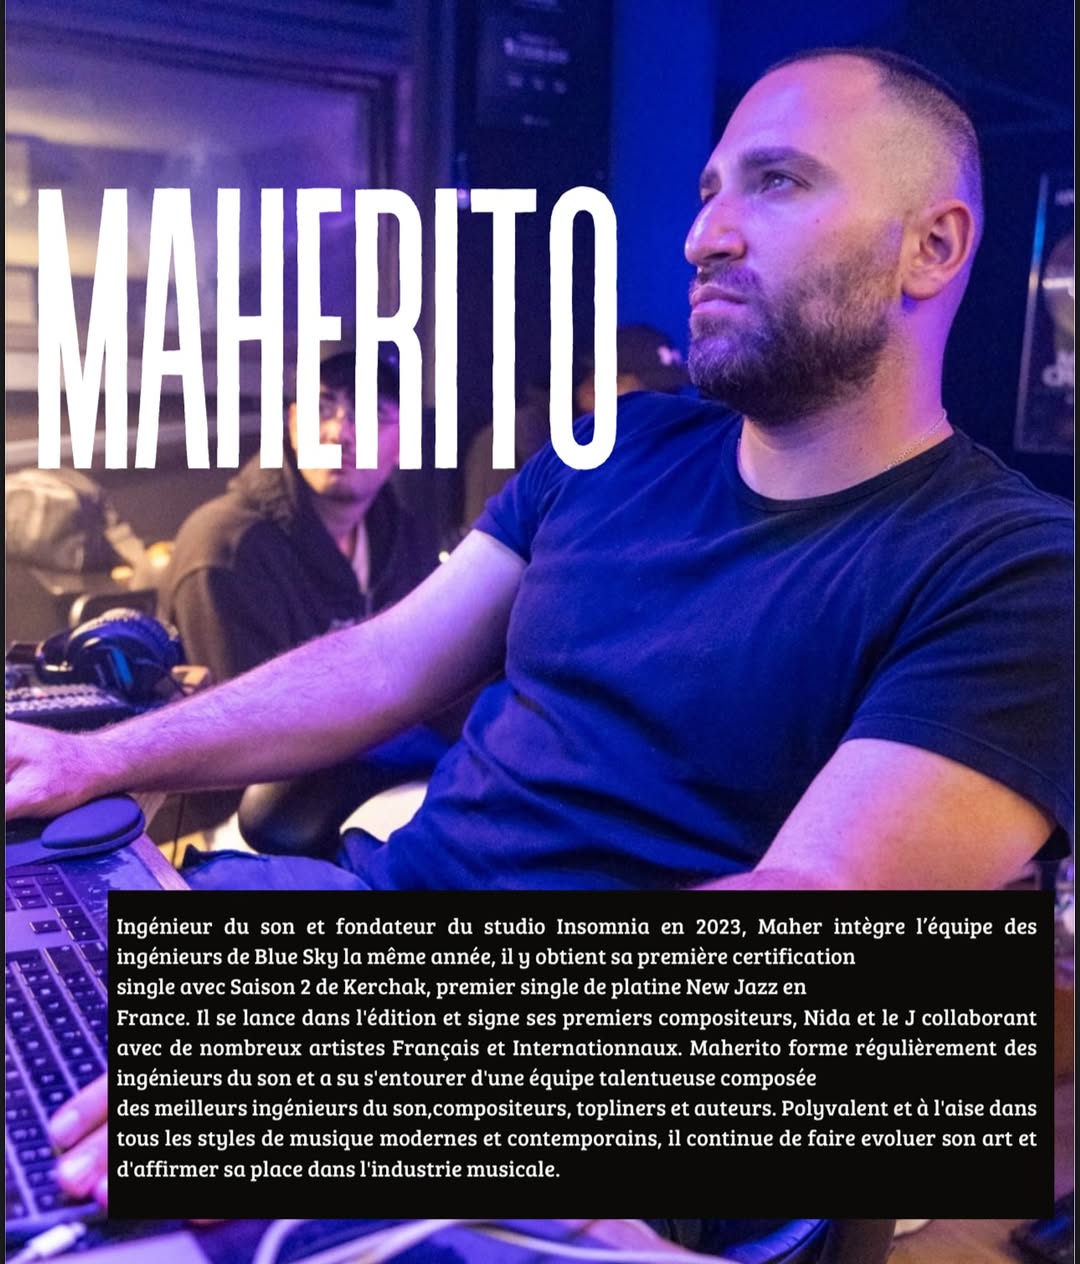 MAHERITO
Ingénieur du son et fondateur du studio Insomnia en 2023, Maher intègre l’équipe des
ingénieurs de Blue Sky la même année, il y obtient sa première certification
single avec Saison 2 de Kerchak, premier single de platine New Jazz en
France. Il se lance dans l'édition et signe ses premiers compositeurs, Nida et le J collaborant
avec de nombreux artistes Français et Internationnaux. Maherito forme régulièrement des
ingénieurs du son et a su s'entourer d'une équipe talentueuse composée
des meilleurs ingénieurs du son,compositeurs, topliners et auteurs. Polyvalent et à l'aise dans
tous les styles de musique modernes et contemporains, il continue de faire evoluer son art et
d'affirmer sa place dans l'industrie musicale.